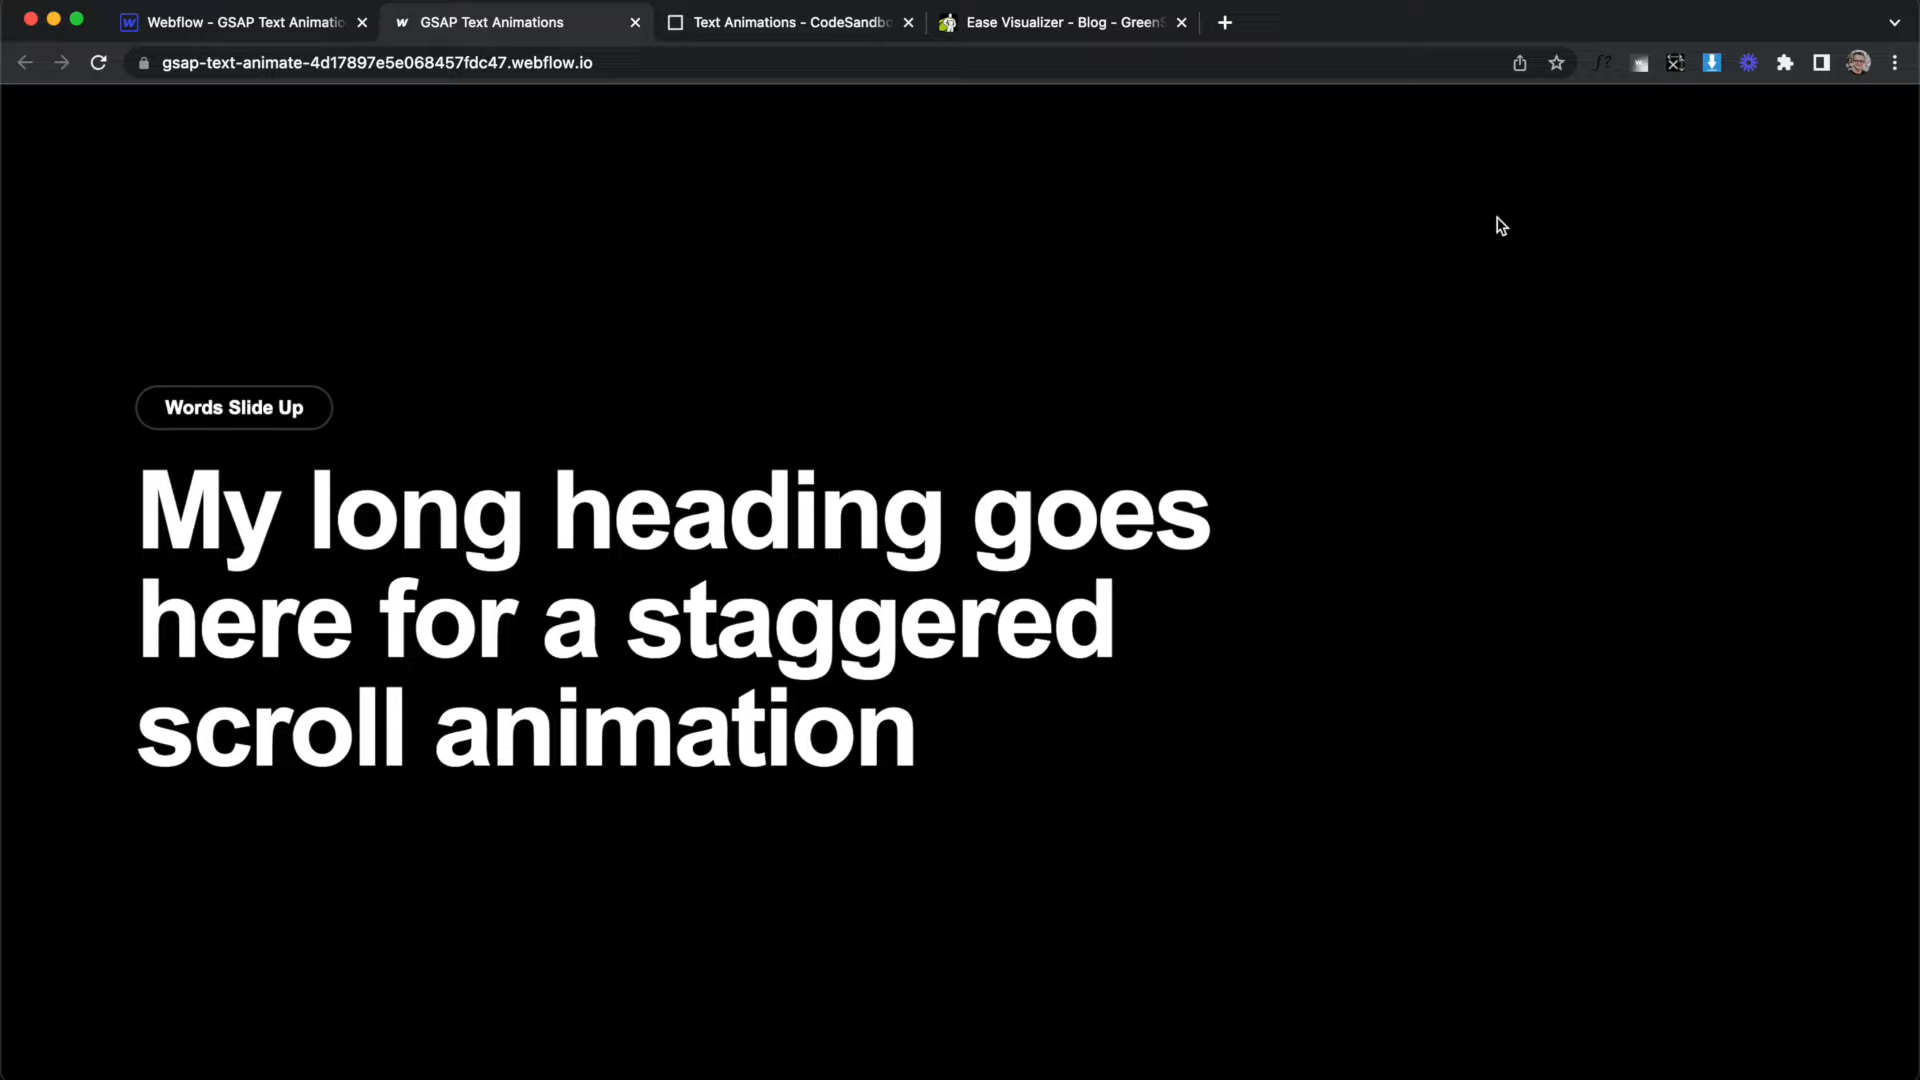 Webflow - GSAP Text Animatio
GSAP Text Animations
Text Animations - CodeSandbo
Ease Visualizer - Blog - GreenS
gsap-text-animate-4d17897e5e068457fdc47.webflow.io
f?
Words Slide Up
My long heading goes
here for a staggered
scroll animation